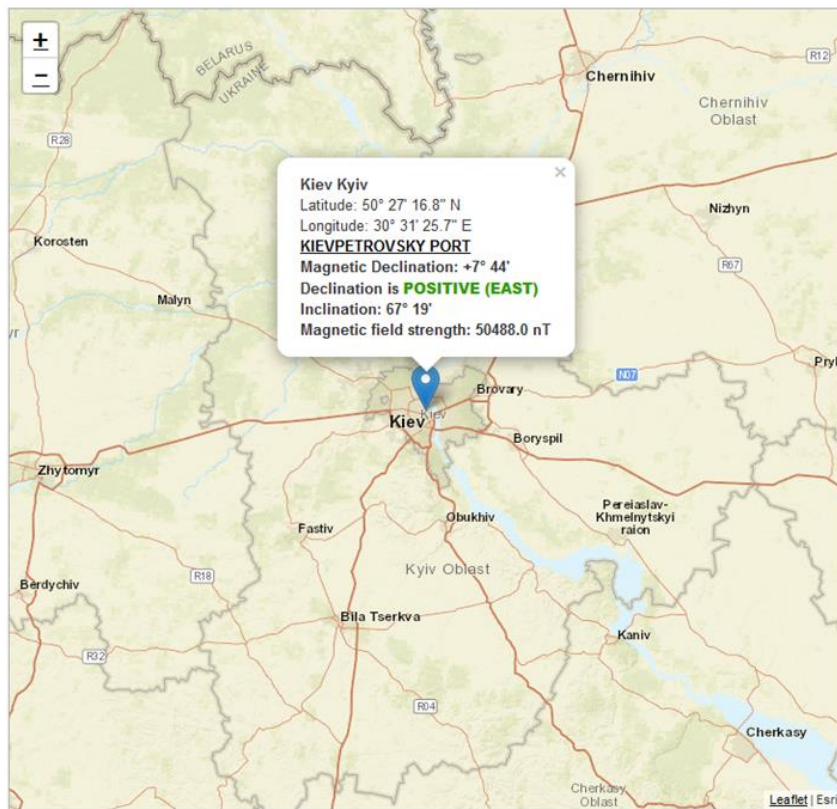 +
−
BELARUS
UKRAINE
R12
Chernihiv
Chernihiv
Oblast
R28
Kiev Kyiv
×
Latitude: 50° 27' 16.8" N
Longitude: 30° 31' 25.7" E
KIEVPETROVSKY PORT
Magnetic Declination: +7° 44'
Declination is POSITIVE (EAST)
Inclination: 67° 19'
Magnetic field strength: 50488.0 nT
Nizhyn
Korosten
R67
Malyn
yr
Pryl
N07
Brovary
Kiev
Kiev
Boryspil
Zhytomyr
Pereiaslav-
Khmelnytskyi
raion
Obukhiv
Fastiv
Kyiv Oblast
R18
Berdychiv
Bila Tserkva
Kaniv
R32
R04
Cherkasy
Cherkasy
Oblast
Leaflet | Esri